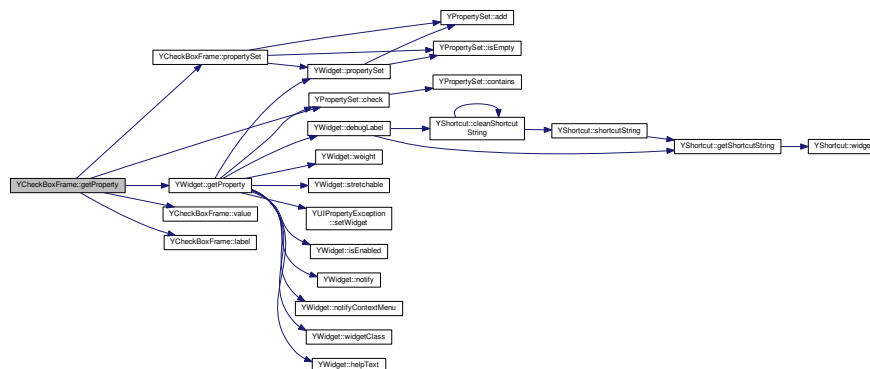 YPropertySet::add
YCheckBoxFrame::propertySet
YPropertySet::isEmpty
YWidget::propertySet
YPropertySet::contains
YPropertySet::check
YWidget::debugLabel
YShortcut::cleanShortcut
String
YShortcut::shortcutString
YShortcut::getShortcutString
YShortcut::widge
YWidget::weight
YCheckBoxFrame::getProperty
YWidget::getProperty
YWidget::stretchable
YCheckBoxFrame::value
YUIPropertyException
::setWidget
YCheckBoxFrame::label
YWidget::isEnabled
YWidget::notify
YWidget::notifyContextMenu
YWidget::widgetClass
YWidget::helpText